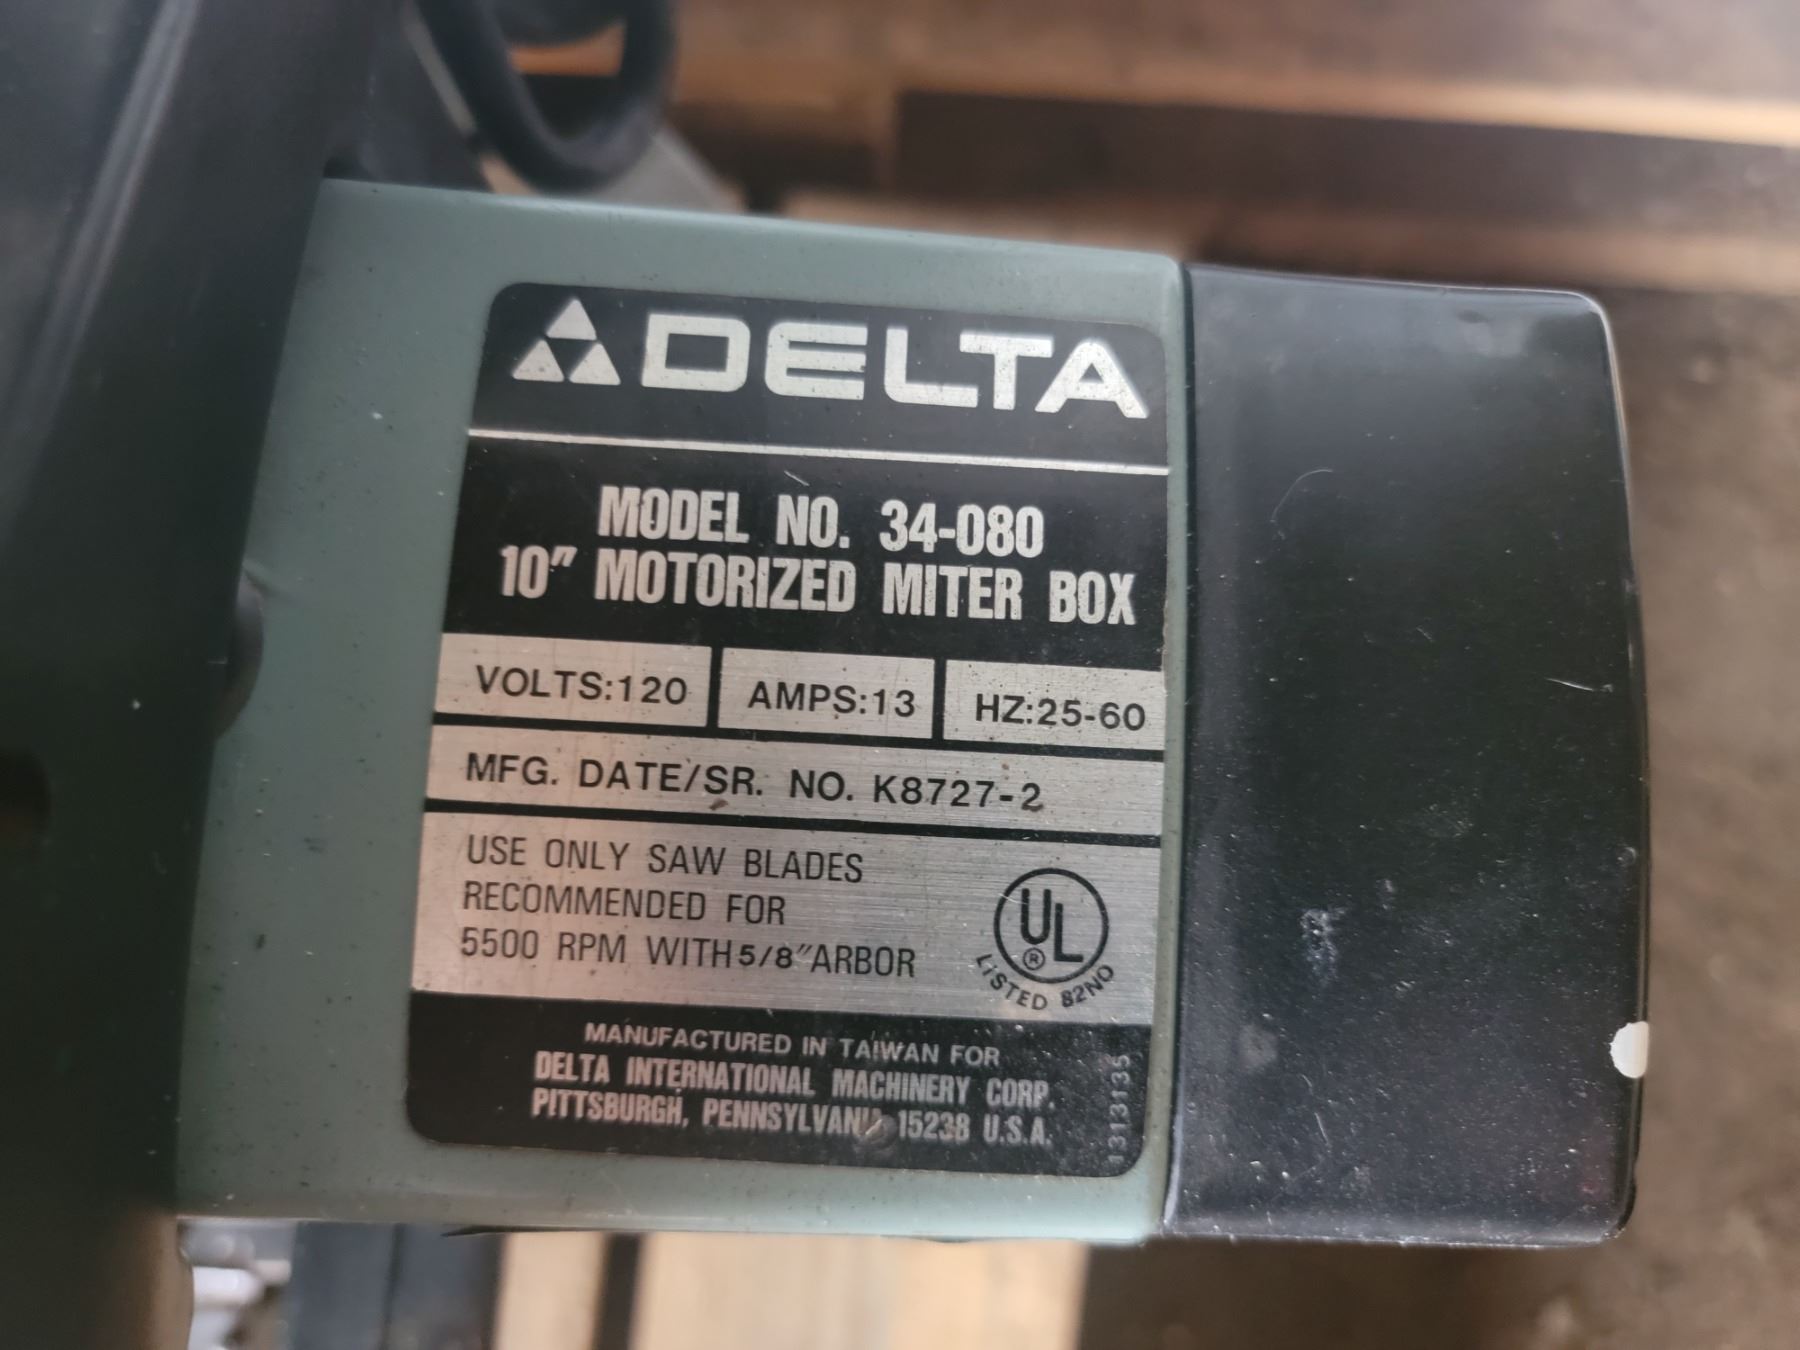 DELTA
MODEL NO. 34-080
10" MOTORIZED MITER BOX
VOLTS:120 AMPS:13 HZ:25-60
MFG. DATE/SR. NO. K8727-2
USE ONLY SAW BLADES
RECOMMENDED FOR
5500 RPM WITH 5/8" ARBOR
UL
®
LISTED 82NO
MANUFACTURED IN TAIWAN FOR
DELTA INTERNATIONAL MACHINERY CORP.
PITTSBURGH, PENNSYLVANIA 15238 U.S.A.
1313135